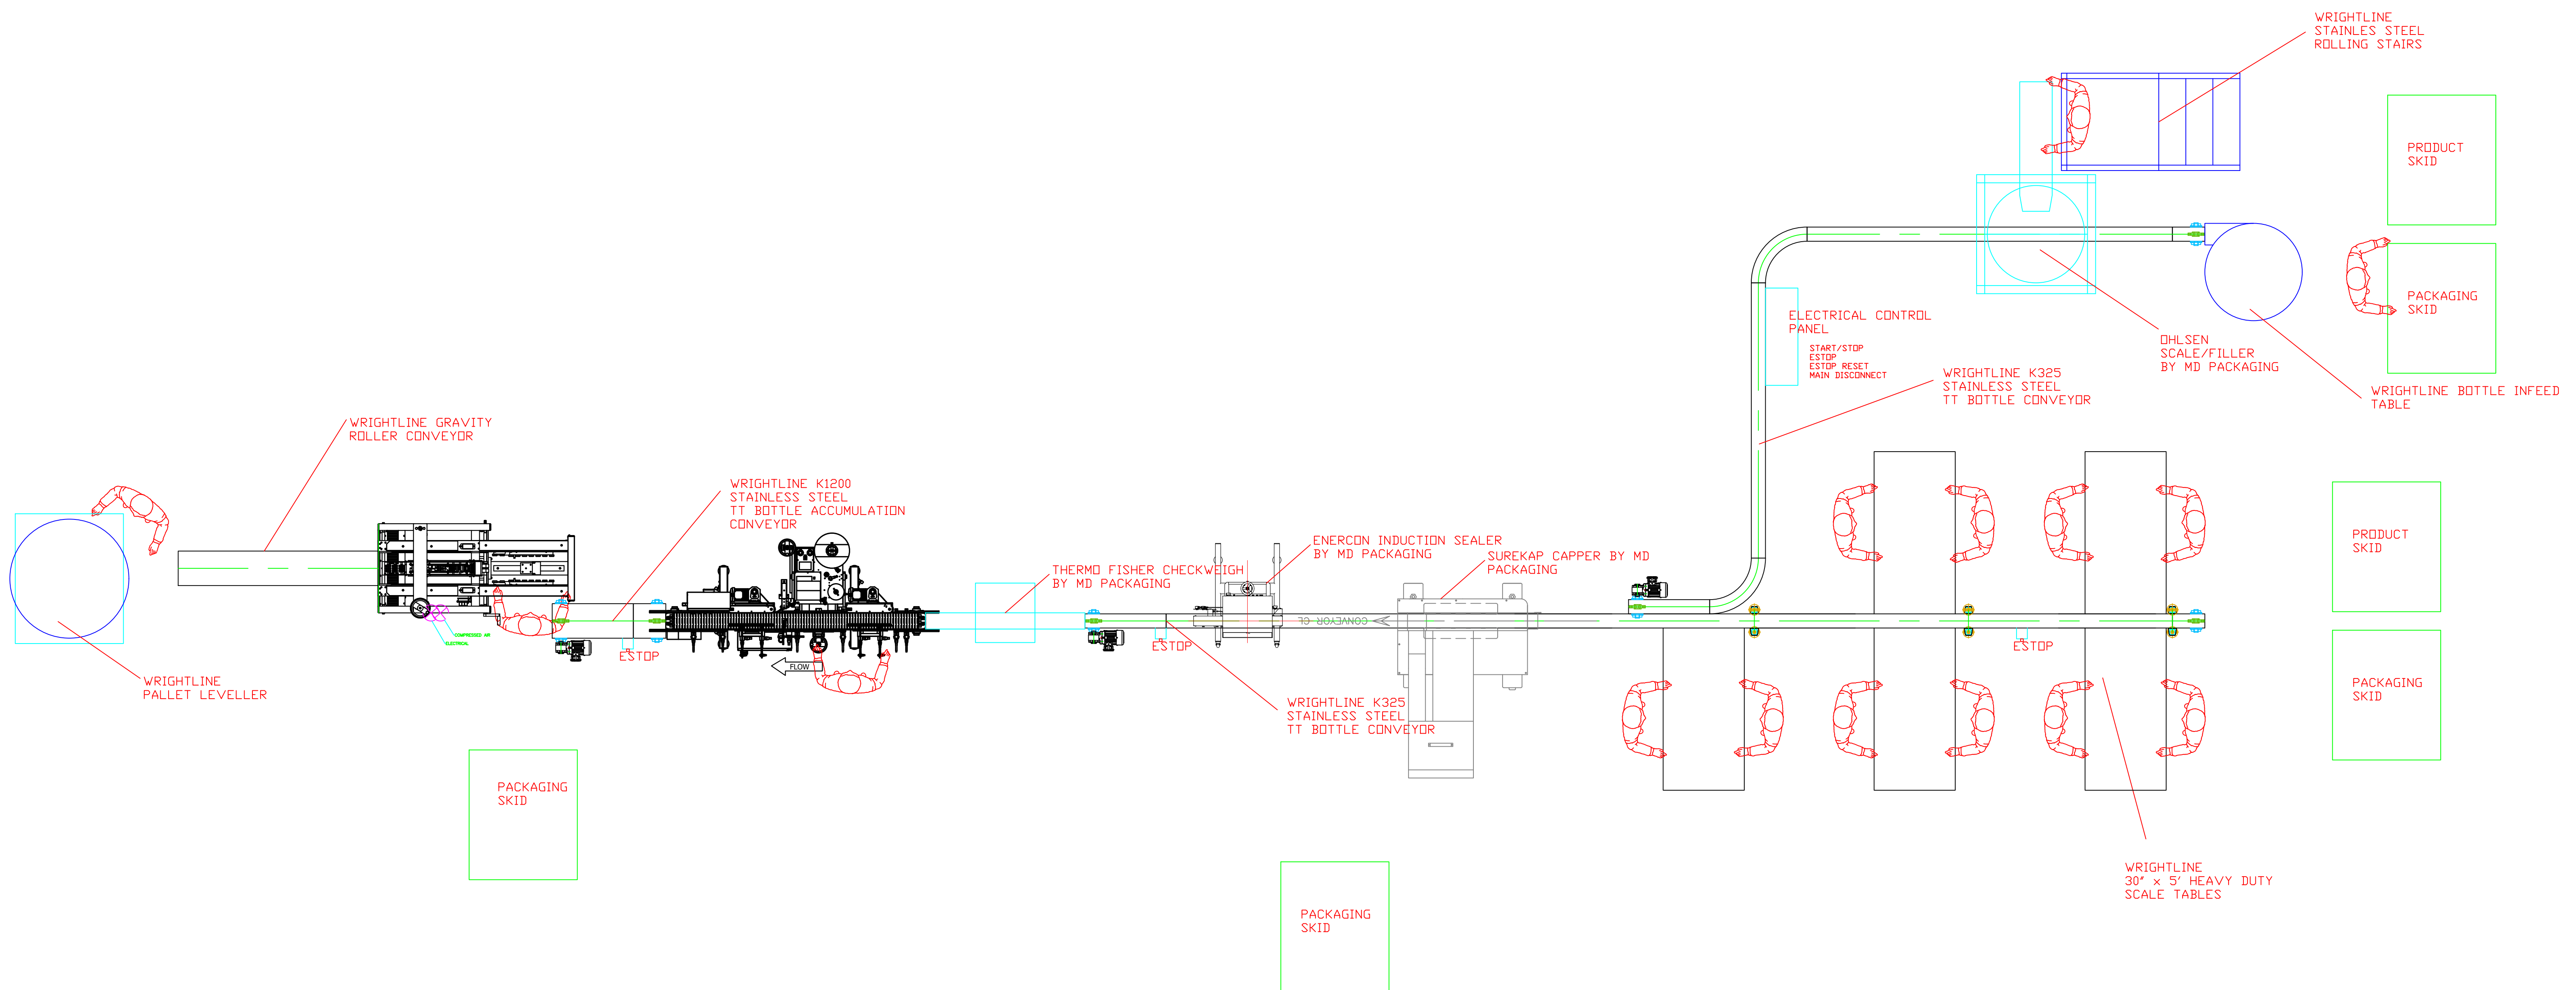 WRIGHTLINE
STAINLES STEEL
ROLLING STAIRS
PRODUCT
SKID
PACKAGING
SKID
ELECTRICAL CONTROL
PANEL
START/STOP
ESTOP
ESTOP RESET
MAIN DISCONNECT
OHLSEN
SCALE/FILLER
BY MD PACKAGING
WRIGHTLINE BOTTLE INFEED
TABLE
WRIGHTLINE K325
STAINLESS STEEL
TT BOTTLE CONVEYOR
WRIGHTLINE GRAVITY
ROLLER CONVEYOR
WRIGHTLINE K1200
STAINLESS STEEL
TT BOTTLE ACCUMULATION
CONVEYOR
ENERCON INDUCTION SEALER
BY MD PACKAGING
SUREKAP CAPPER BY MD
PACKAGING
THERMO FISHER CHECKWEIGH
BY MD PACKAGING
PRODUCT
SKID
CONVEYOR CL
COMPRESSED AIR
ELECTRICAL
ESTOP
FLOW
ESTOP
ESTOP
WRIGHTLINE
PALLET LEVELLER
PACKAGING
SKID
WRIGHTLINE K325
STAINLESS STEEL
TT BOTTLE CONVEYOR
PACKAGING
SKID
WRIGHTLINE
30" x 5' HEAVY DUTY
SCALE TABLES
PACKAGING
SKID